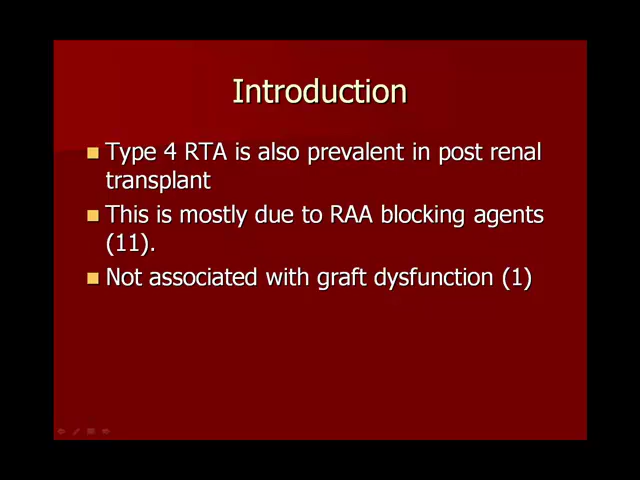 Introduction
Type 4 RTA is also prevalent in post renal
transplant
This is mostly due to RAA blocking agents
(11).
Not associated with graft dysfunction (1)